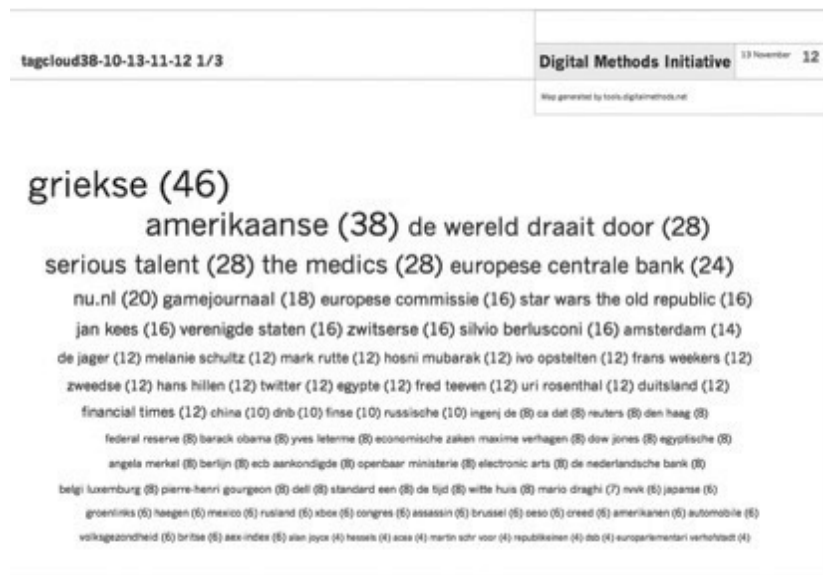 tagcloud38-10-13-11-12 1/3
Digital Methods Initiative 13 November 12
Map generated by tools.digitalmethods.net
griekse (46)
amerikaanse (38) de wereld draait door (28)
serious talent (28) the medics (28) europese centrale bank (24)
nu.nl (20) gamejournaal (18) europese commissie (16) star wars the old republic (16)
jan kees (16) verenigde staten (16) zwitserse (16) silvio berlusconi (16) amsterdam (14)
de jager (12) melanie schultz (12) mark rutte (12) hosni mubarak (12) ivo opstelten (12) frans weekers (12)
zweedse (12) hans hillen (12) twitter (12) egypte (12) fred teeven (12) uri rosenthal (12) duitsland (12)
financial times (12) china (10) dnb (10) finse (10) russische (10) ingerj de (8) ca dat (8) reuters (8) den haag (8)
federal reserve (8) barack obama (8) yves leterme (8) economische zaken maxime verhagen (8) dow jones (8) egyptische (8)
angela merkel (8) berlijn (8) ecb aankondigde (8) openbaar ministerie (8) electronic arts (8) de nederlandsche bank (8)
belgi luxemburg (8) pierre-henri gourgeon (8) dell (8) standard een (8) de tijd (8) witte huis (8) mario draghi (7) nvvk (6) japanse (6)
groenlinks (6) haegen (6) mexico (6) rusland (6) xbox (6) congres (6) assassin (6) brussel (6) oeso (6) creed (6) amerikanen (6) automobile (6)
volksgezondheid (6) britse (6) aex-index (6) alan joyce (4) hessels (4) acea (4) martin schr voor (4) republikeinen (4) dsb (4) europarlementari verhofstadt (4)